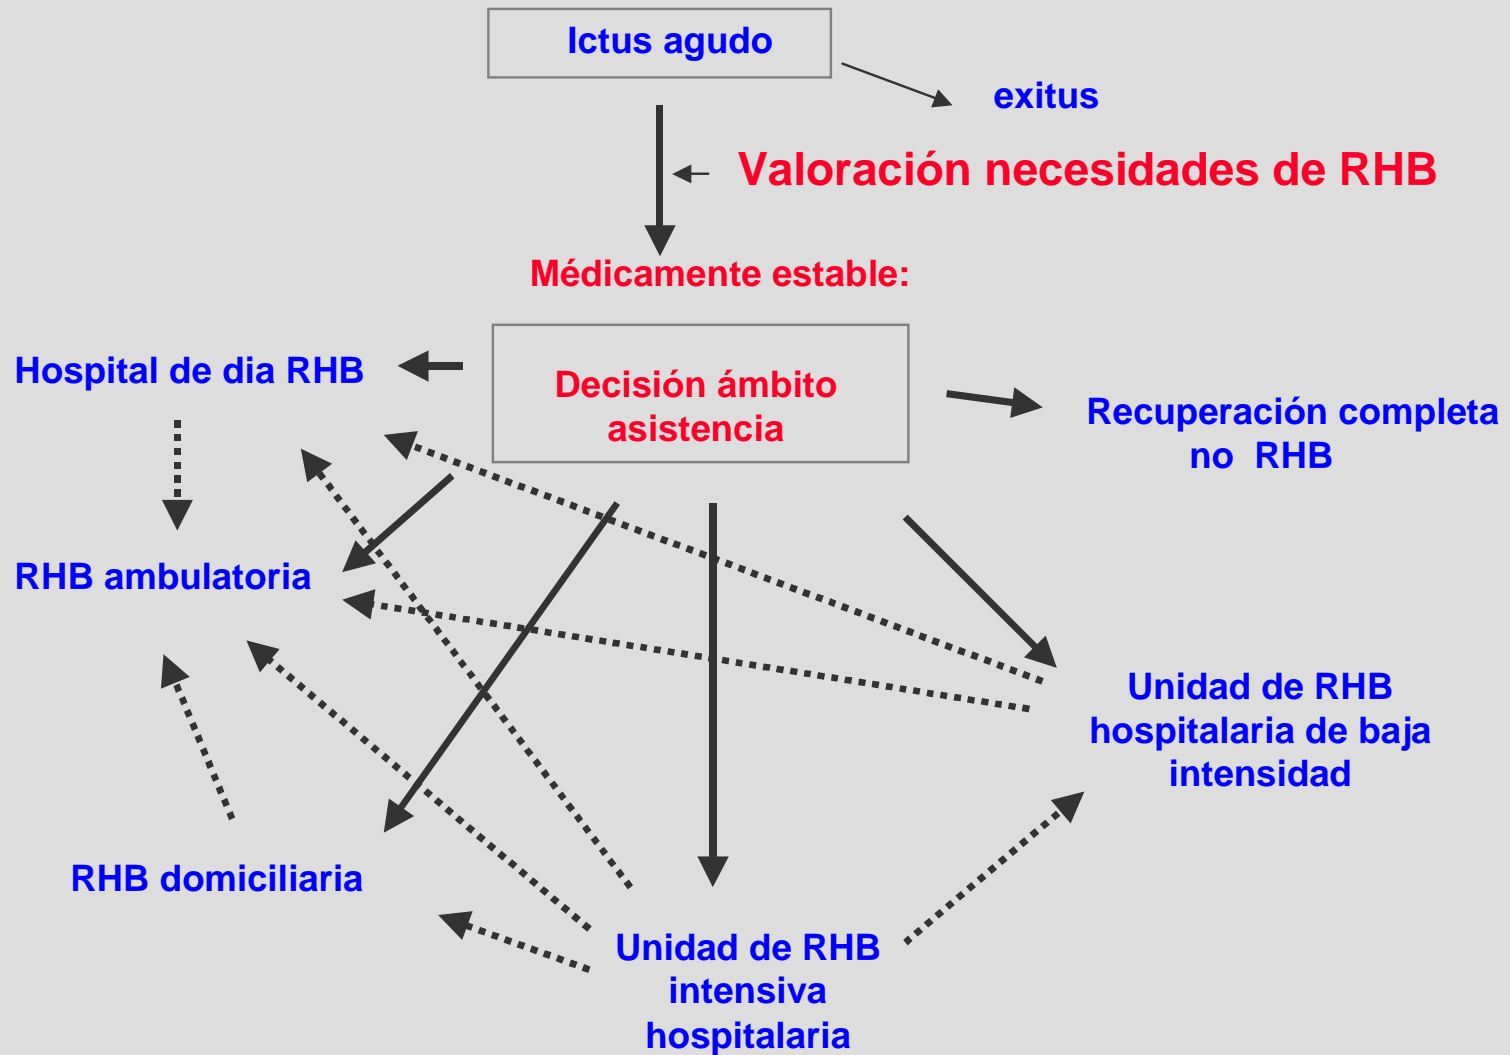 Ictus agudo
exitus
Valoración necesidades de RHB
Médicamente estable:
Hospital de dia RHB
Decisión ámbito
asistencia
Recuperación completa
no RHB
RHB ambulatoria
Unidad de RHB
hospitalaria de baja
intensidad
RHB domiciliaria
Unidad de RHB
intensiva
hospitalaria